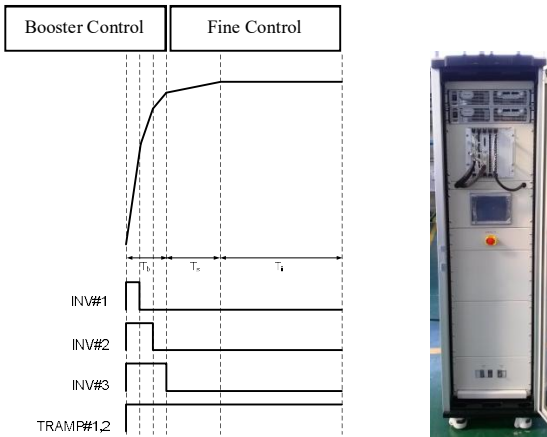 Booster Control
Fine Control
Tb
Ts
Ti
INV#1
INV#2
INV#3
TRAMP#1,2